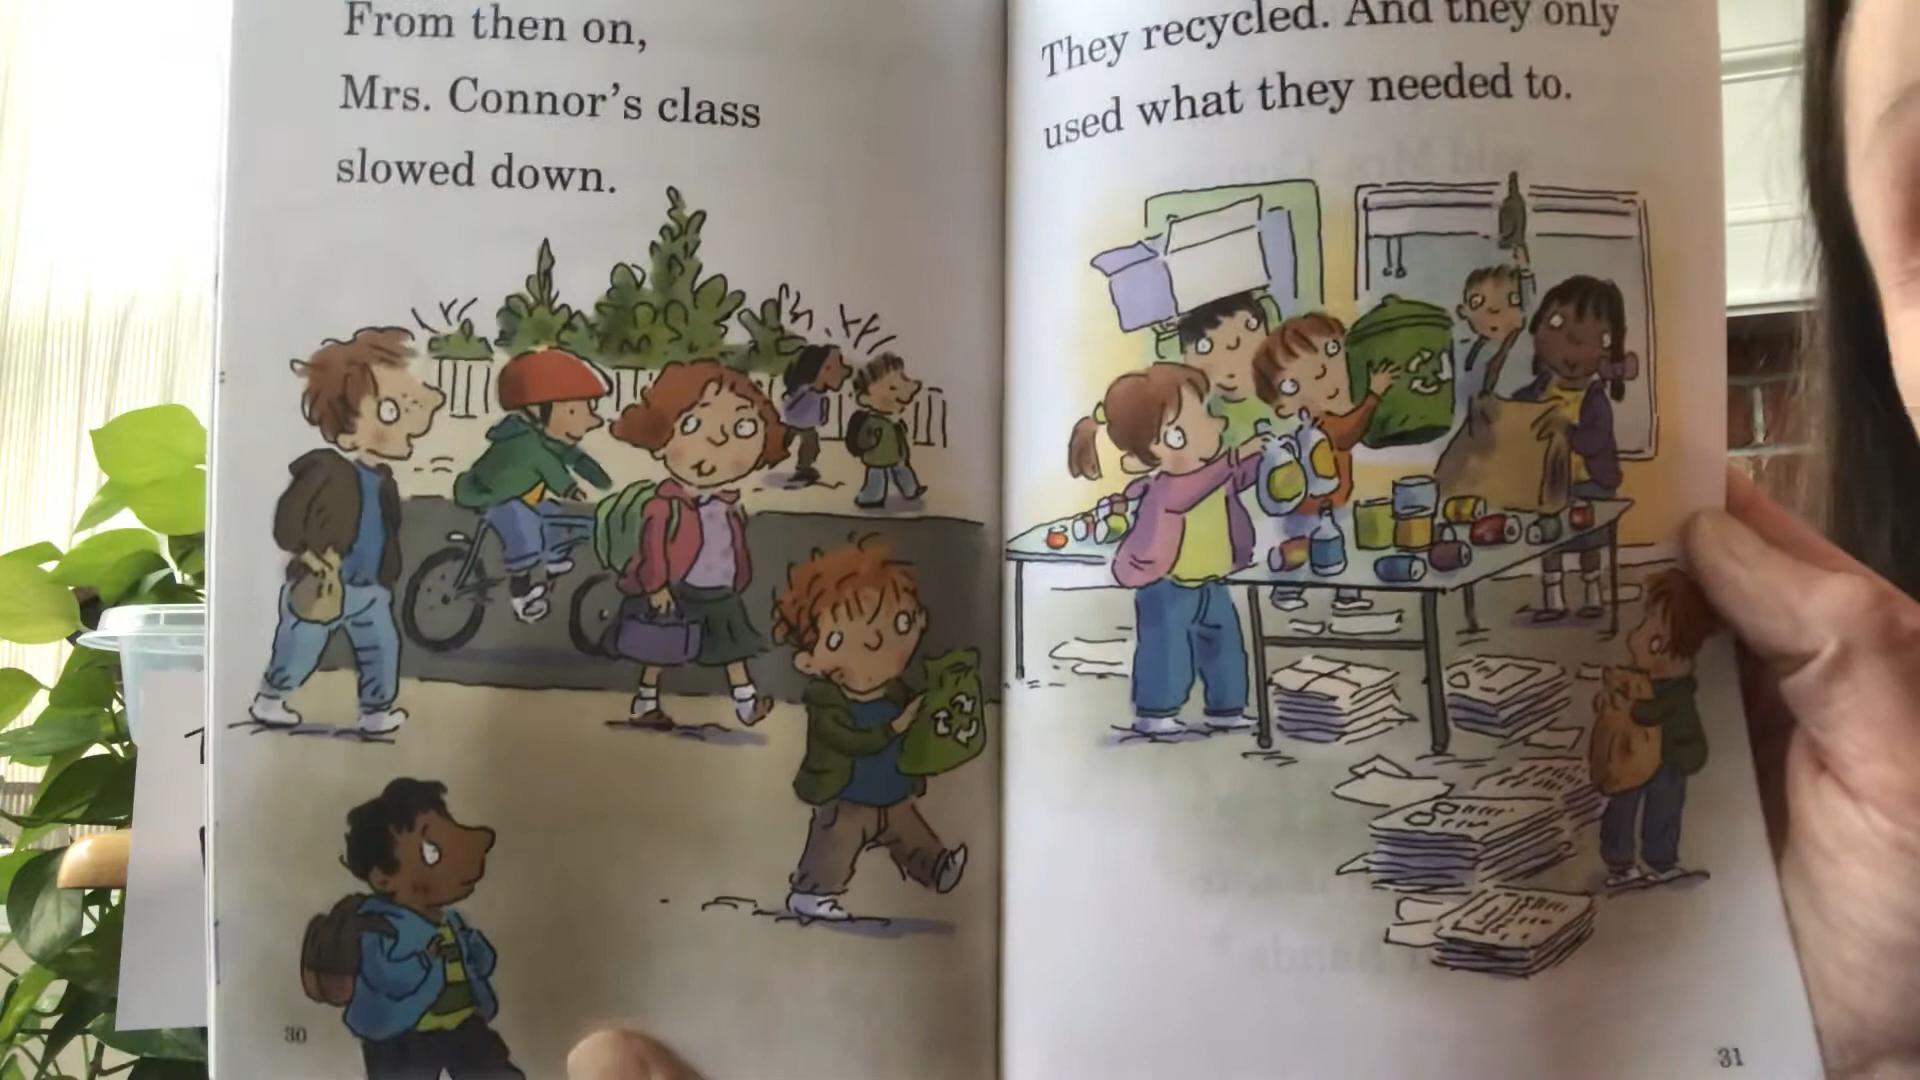 From then on,
Mrs. Connor's class
slowed down.
30
They recycled. And they only
used what they needed to.
31